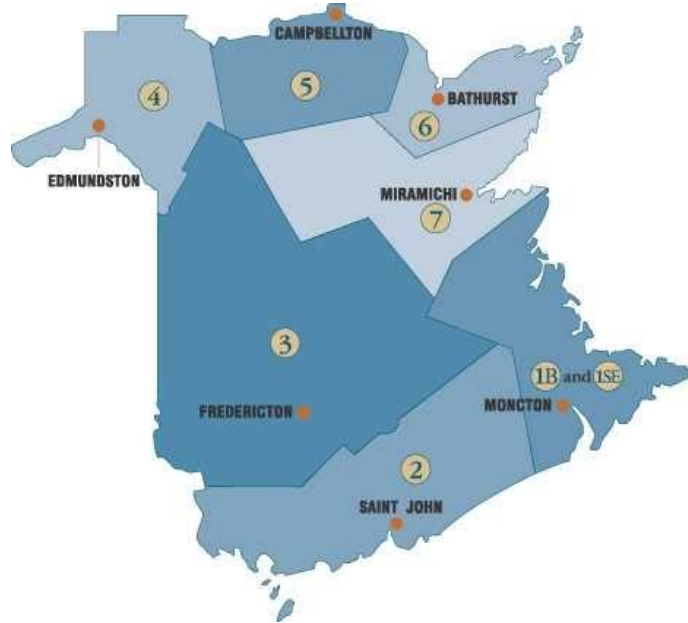 CAMPBELLTON
5
4
BATHURST
6
EDMUNDSTON
MIRAMICHI
7
3
1B and 1SE
MONCTON
FREDERICTON
2
SAINT JOHN